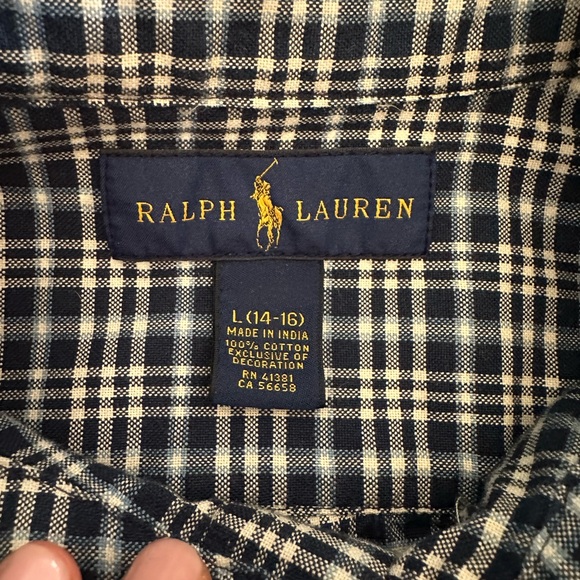 RALPH LAUREN
L (14-16)
MADE IN INDIA
100% COTTON
EXCLUSIVE OF
DECORATION
RN 41381
CA 56658